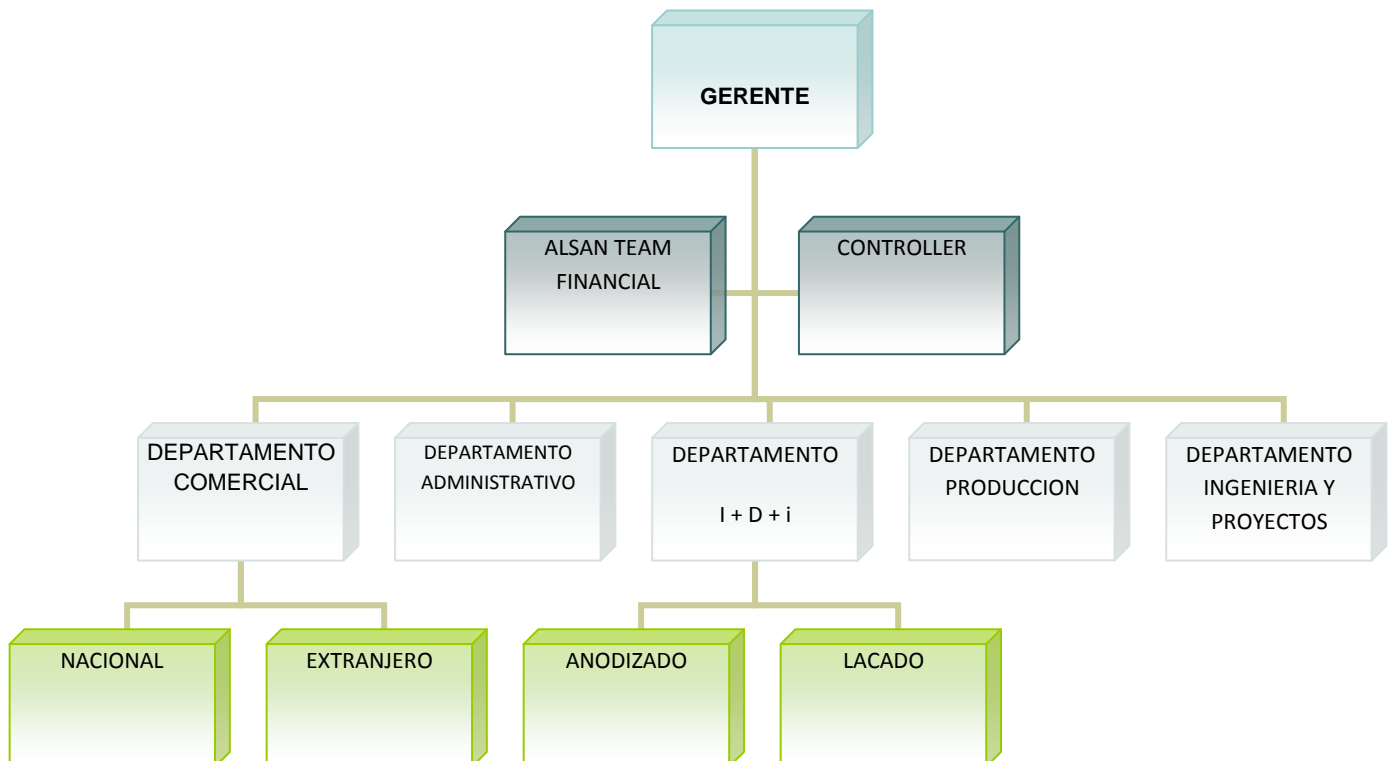 GERENTE
ALSAN TEAM
FINANCIAL
CONTROLLER
DEPARTAMENTO
COMERCIAL
DEPARTAMENTO
ADMINISTRATIVO
DEPARTAMENTO
I + D + i
DEPARTAMENTO
PRODUCCION
DEPARTAMENTO
INGENIERIA Y
PROYECTOS
NACIONAL
EXTRANJERO
ANODIZADO
LACADO